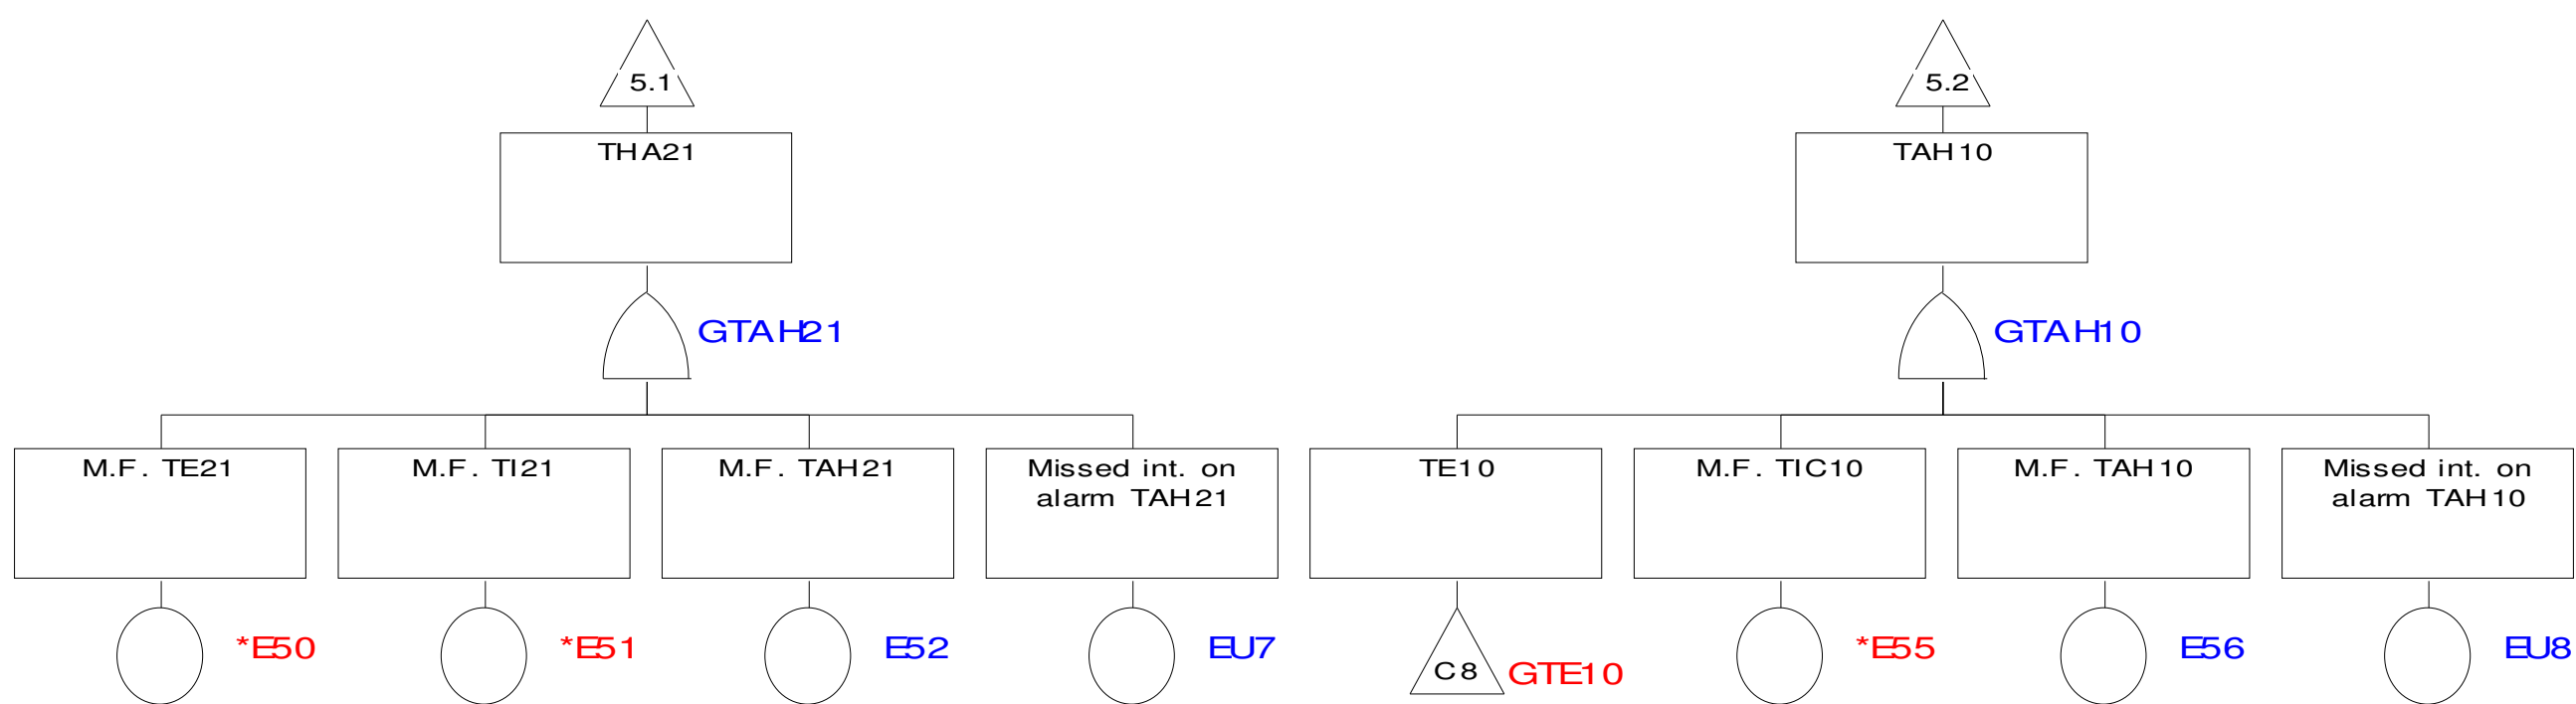 5.1
5.2
THA21
TAH10
GTAH21
GTAH10
M.F. TE21
M.F. TI21
M.F. TAH21
Missed int. on
alarm TAH21
TE10
M.F. TIC10
M.F. TAH10
Missed int. on
alarm TAH10
*E50
*E51
E52
EU7
C8
GTE10
*E55
E56
EU8